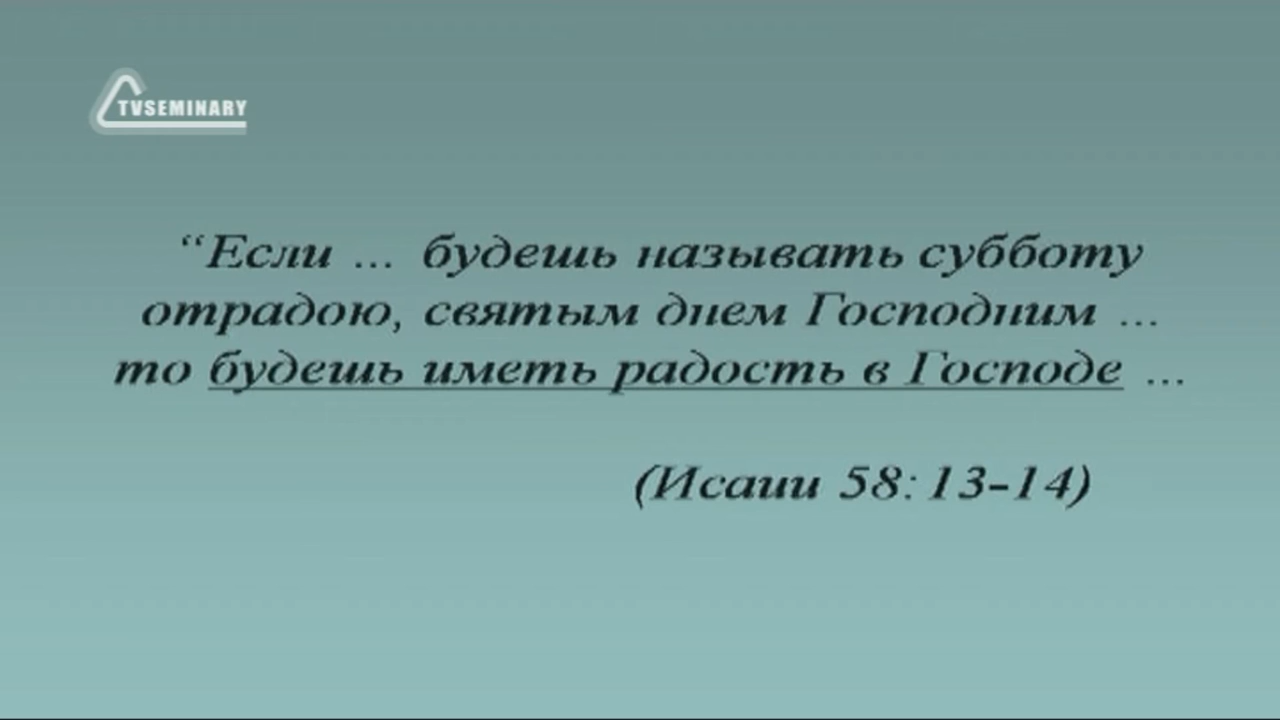 TVSEMINARY
“Если ... будешь называть субботу
отрадою, святым днем Господним ...
то будешь иметь радость в Господе ...
(Исаии 58:13-14)